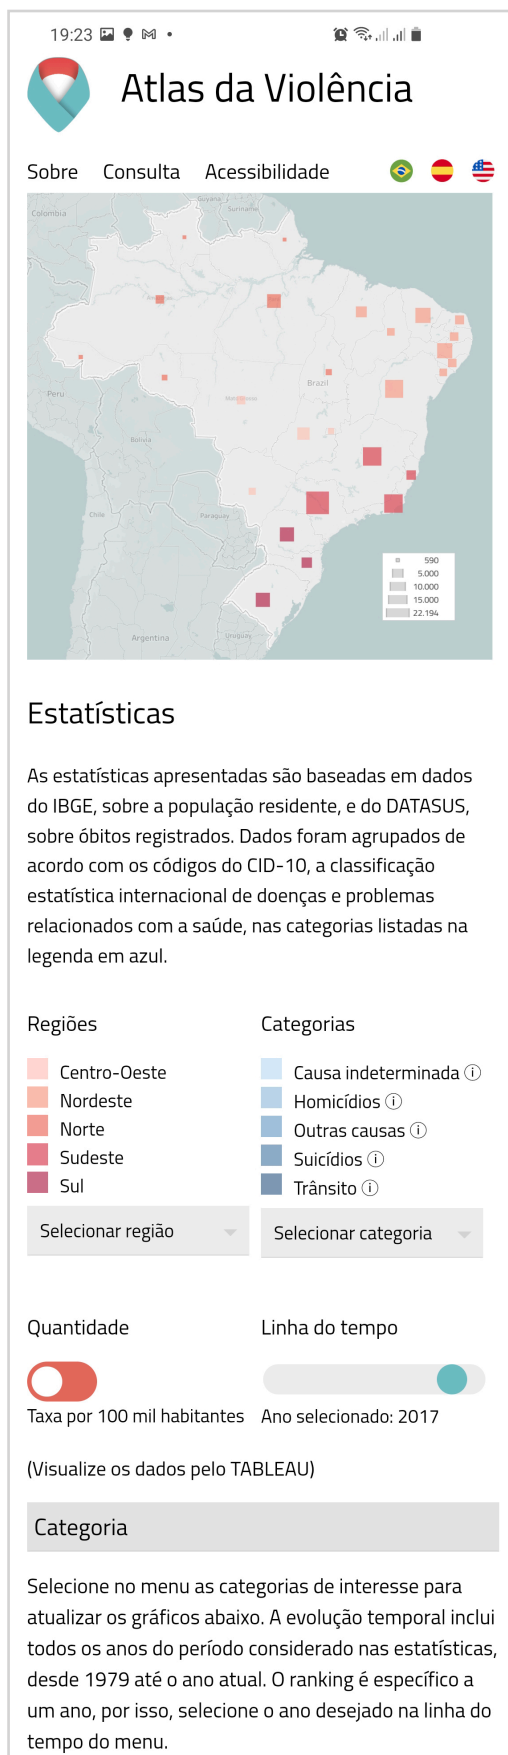 19:23
Atlas da Violência
Sobre Consulta Acessibilidade
Colombia
Guyana
Suriname
Peru
Brazil
Bolivia
Chile
Paraguay
Argentina
Uruguay
590
5.000
10.000
15.000
22.194
Estatísticas
As estatísticas apresentadas são baseadas em dados
do IBGE, sobre a população residente, e do DATASUS,
sobre óbitos registrados. Dados foram agrupados de
acordo com os códigos do CID-10, a classificação
estatística internacional de doenças e problemas
relacionados com a saúde, nas categorias listadas na
legenda em azul.
Regiões
Centro-Oeste
Nordeste
Norte
Sudeste
Sul
Selecionar região
Categorias
Causa indeterminada
Homicídios
Outras causas
Suicídios
Trânsito
Selecionar categoria
Quantidade
Taxa por 100 mil habitantes
Linha do tempo
Ano selecionado: 2017
(Visualize os dados pelo TABLEAU)
Categoria
Selecione no menu as categorias de interesse para
atualizar os gráficos abaixo. A evolução temporal inclui
todos os anos do período considerado nas estatísticas,
desde 1979 até o ano atual. O ranking é específico a
um ano, por isso, selecione o ano desejado na linha do
tempo do menu.